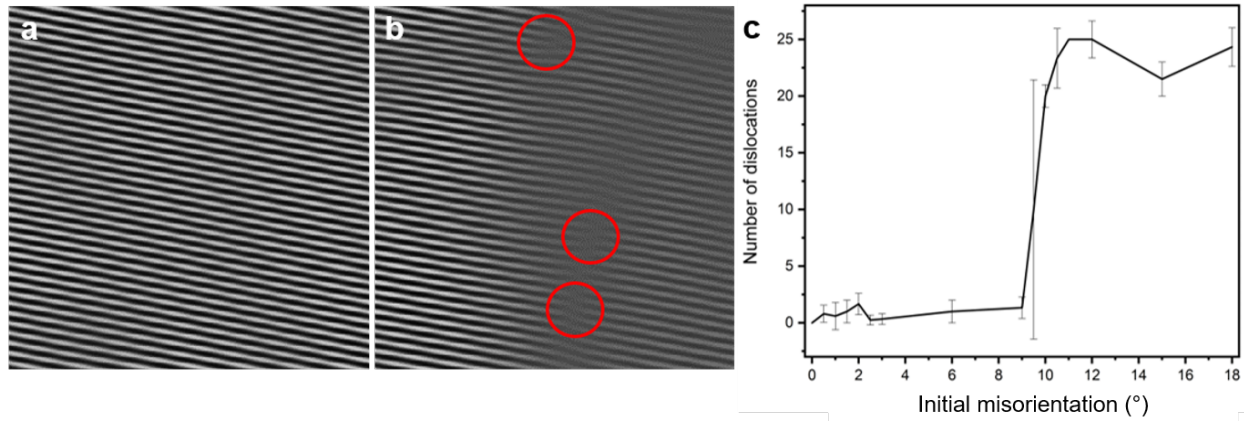 a
b
c
Number of dislocations
25
20
15
10
5
0
0 2 4 6 8 10 12 14 16 18
Initial misorientation (°)